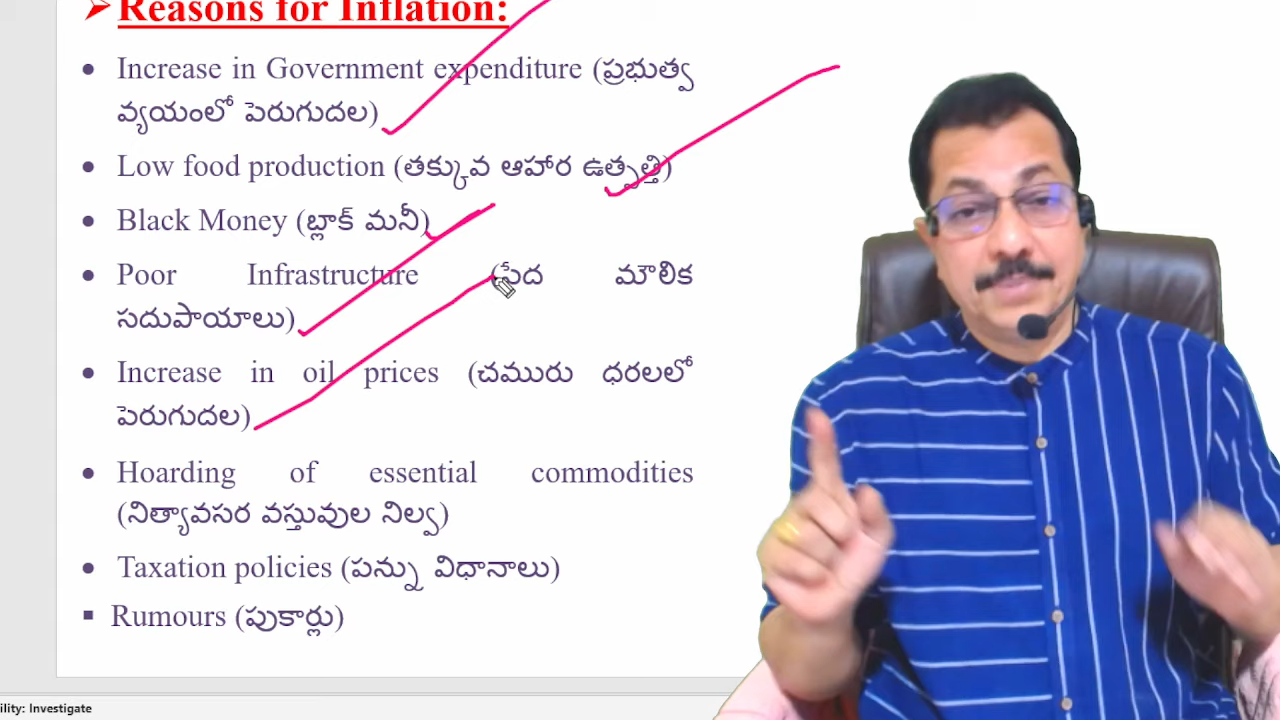 Reasons for Inflation:
Increase in Government expenditure (ప్రభుత్వ
వ్యయంలో పెరుగుదల)
Low food production (తక్కువ ఆహార ఉత్పత్తి)
Black Money (బ్లాక్ మనీ)
Poor Infrastructure (పేద మౌలిక
సదుపాయాలు)
Increase in oil prices (చమురు ధరలలో
పెరుగుదల)
Hoarding of essential commodities
(నిత్యావసర వస్తువుల నిల్వ)
Taxation policies (పన్ను విధానాలు)
Rumours (పుకార్లు)
ility: Investigate